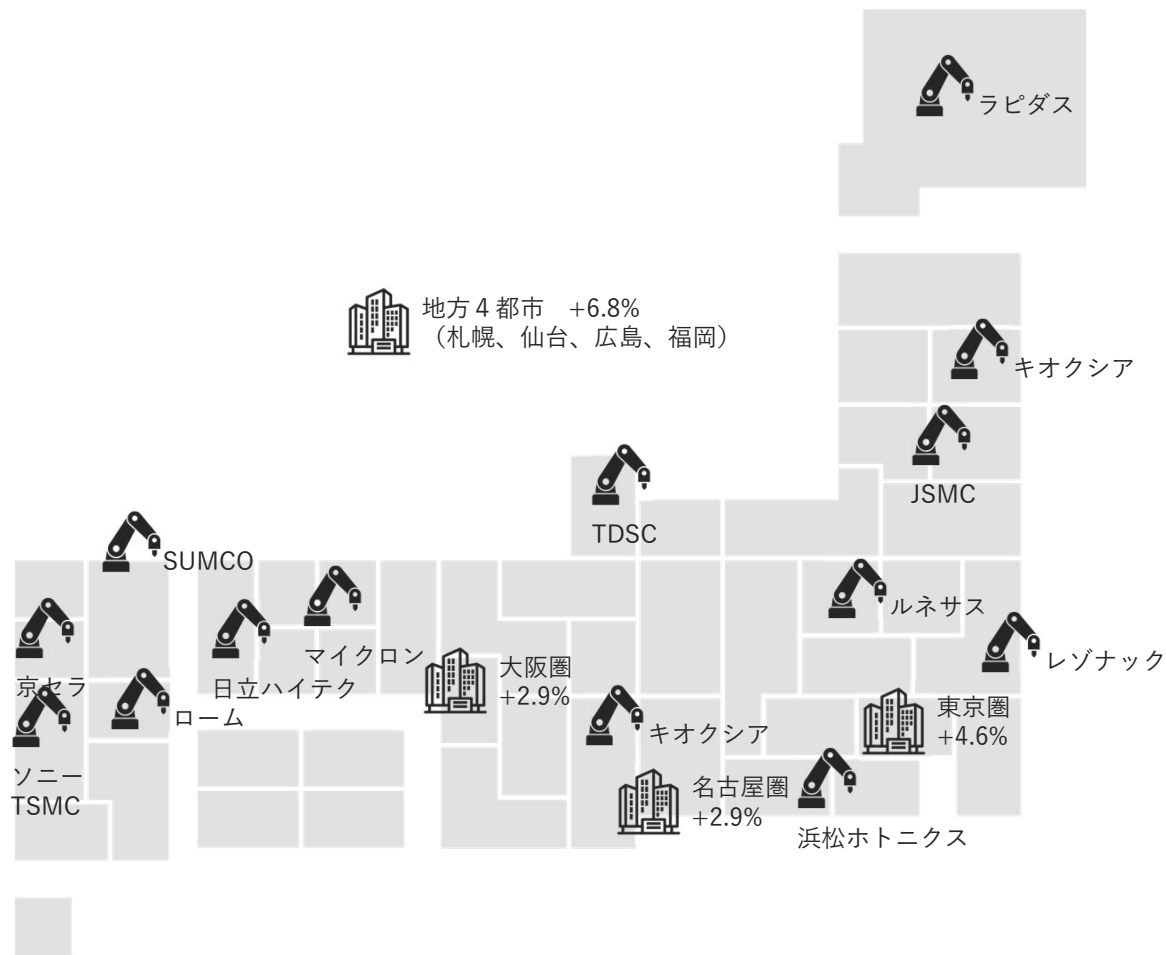 ラピダス
地方4都市　+6.8%
（札幌、仙台、広島、福岡）
キオクシア
JSMC
TDSC
SUMCO
ルネサス
マイクロン
レゾナック
大阪圏
+2.9%
京セラ
日立ハイテク
ローム
東京圏
+4.6%
キオクシア
ソニー
TSMC
名古屋圏
+2.9%
浜松ホトニクス